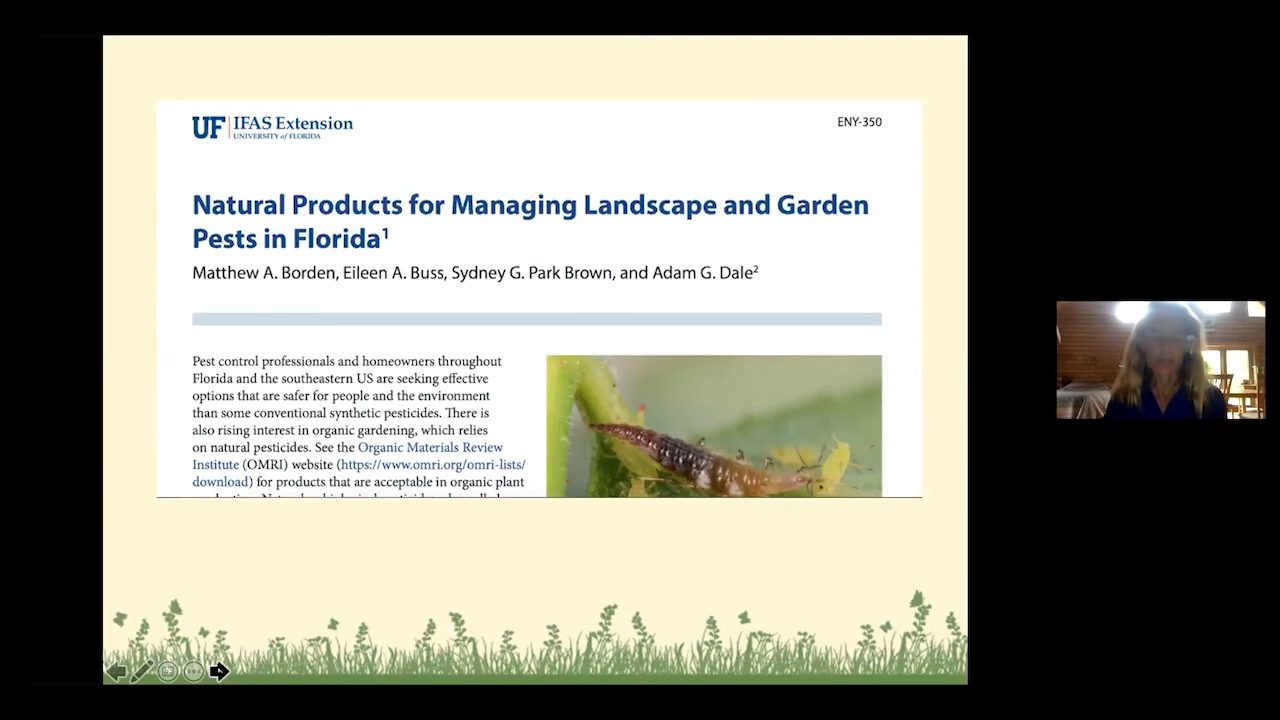 UF IFAS Extension
UNIVERSITY of FLORIDA
ENY-350
Natural Products for Managing Landscape and Garden
Pests in Florida1
Matthew A. Borden, Eileen A. Buss, Sydney G. Park Brown, and Adam G. Dale2
Pest control professionals and homeowners throughout
Florida and the southeastern US are seeking effective
options that are safer for people and the environment
than some conventional synthetic pesticides. There is
also rising interest in organic gardening, which relies
on natural pesticides. See the Organic Materials Review
Institute (OMRI) website (https://www.omri.org/omri-lists/
download) for products that are acceptable in organic plant